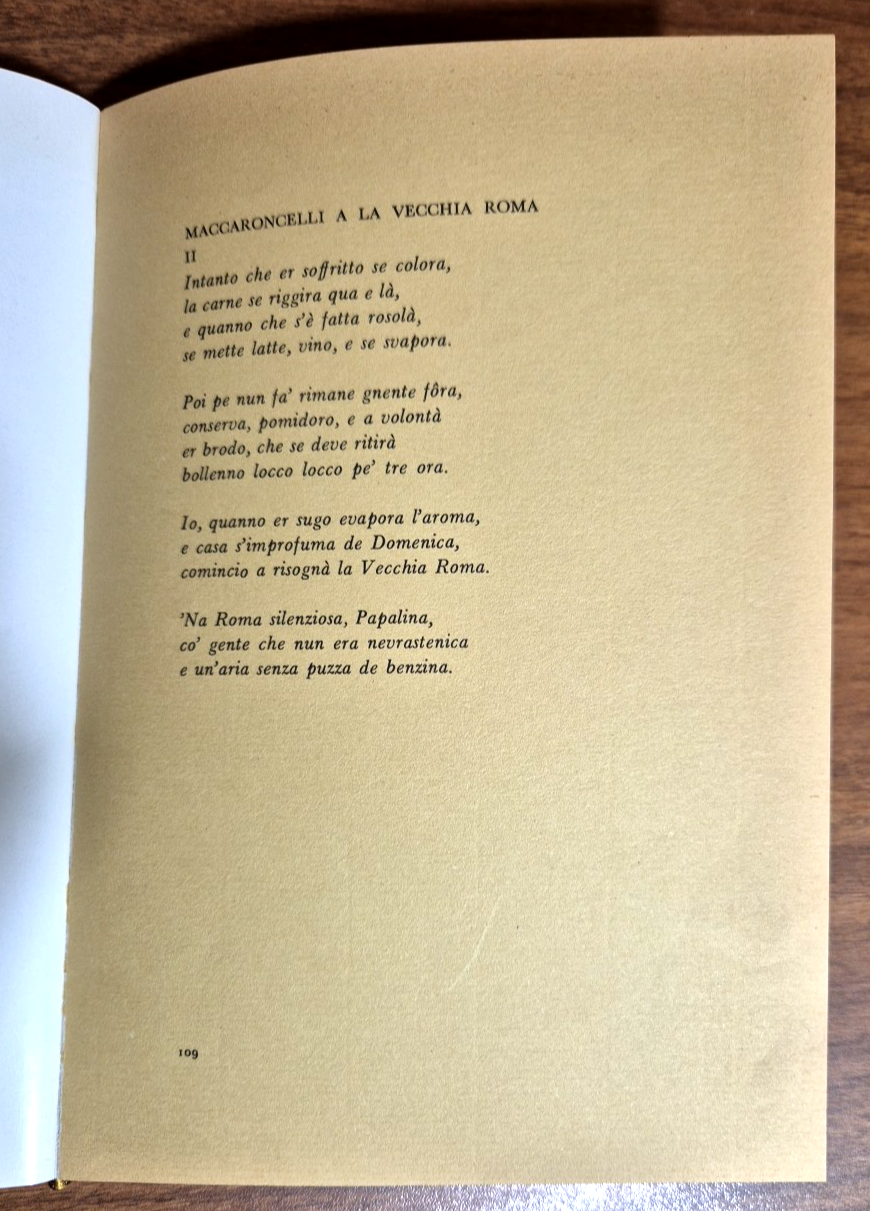 MACCARONCELLI A LA VECCHIA ROMA
II
Intanto che er soffritto se colora,
la carne se riggira qua e là,
e quanno che s'è fatta rosolà,
se mette latte, vino, e se svapora.
Poi pe nun fa' rimane gnente fôra,
conserva, pomidoro, e a volontà
er brodo, che se deve ritirà
bollenno locco locco pe' tre ora.
Io, quanno er sugo evapora l'aroma,
e casa s'improfuma de Domenica,
comincio a risognà la Vecchia Roma.
'Na Roma silenziosa, Papalina,
co' gente che nun era nevrastenica
e un'aria senza puzza de benzina.
109